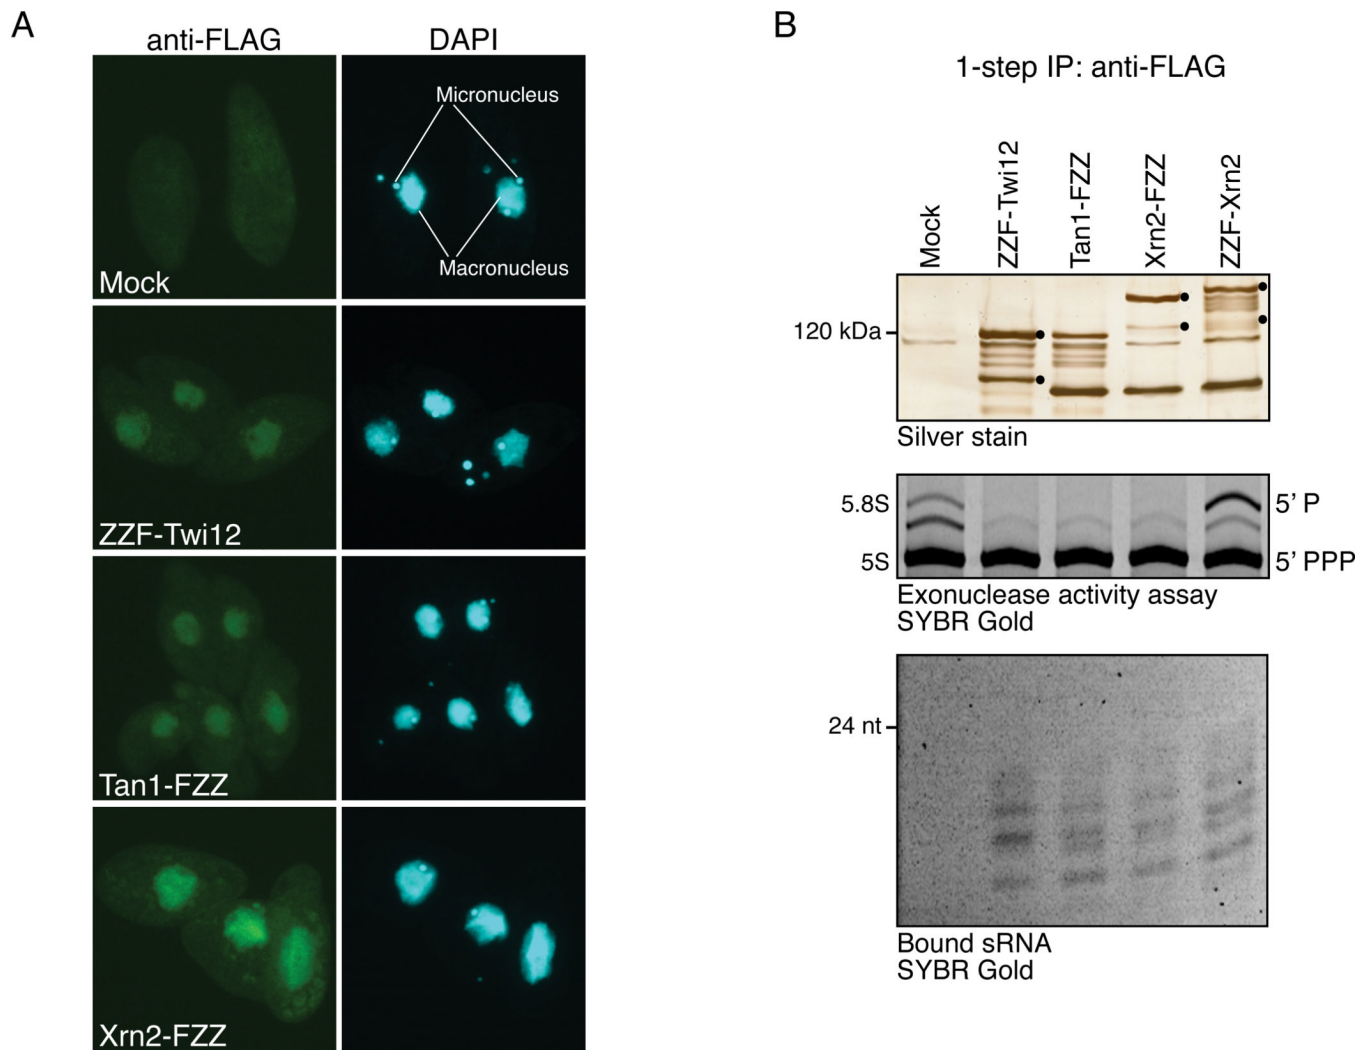 A
anti-FLAG
DAPI
Micronucleus
Macronucleus
Mock
ZZF-Twi12
Tan1-FZZ
Xrn2-FZZ
B
1-step IP: anti-FLAG
Mock
ZZF-Twi12
Tan1-FZZ
Xrn2-FZZ
ZZF-Xrn2
120 kDa
Silver stain
5.8S
5' P
5S
5' PPP
Exonuclease activity assay
SYBR Gold
24 nt
Bound sRNA
SYBR Gold